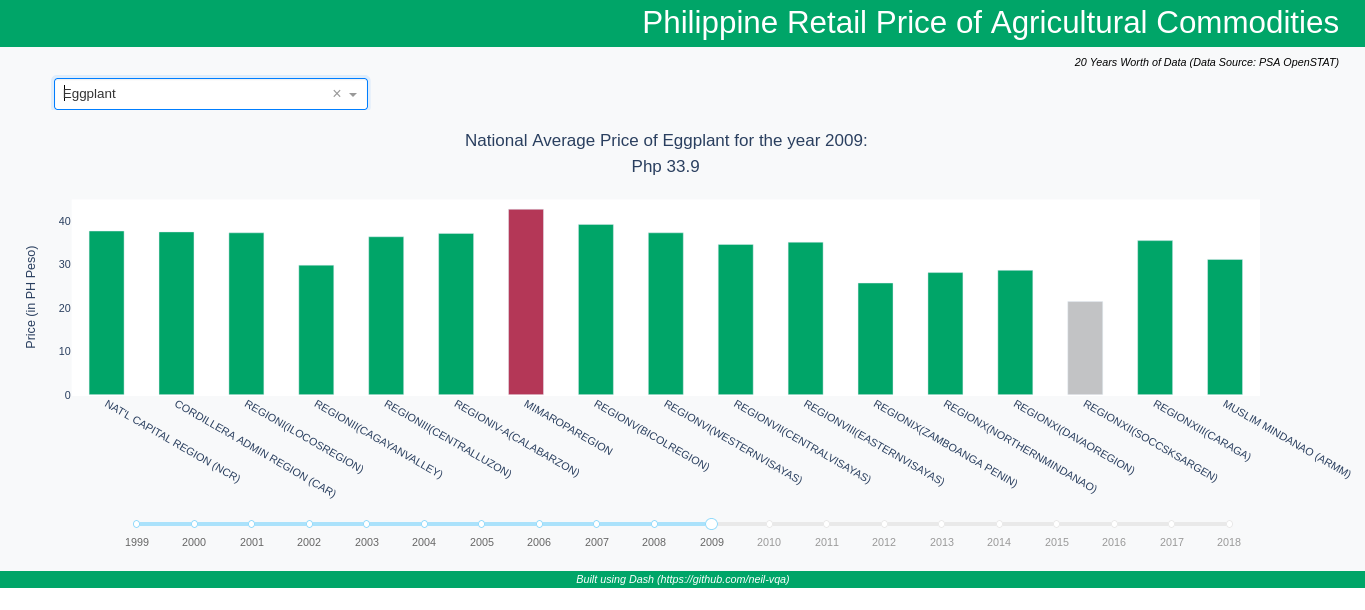 Philippine Retail Price of Agricultural Commodities
20 Years Worth of Data (Data Source: PSA OpenSTAT)
Eggplant × 
National Average Price of Eggplant for the year 2009:
Php 33.9
Price (in PH Peso)
40
30
20
10
0
NAT'L CAPITAL REGION (NCR)
CORDILLERA ADMIN REGION (CAR)
REGIONI(ILOCOSREGION)
REGIONII(CAGAYANVALLEY)
REGIONIII(CENTRALLUZON)
REGIONIV-A(CALABARZON)
MIMAROPAREGION
REGIONV(BICOLREGION)
REGIONVI(WESTERNVISAYAS)
REGIONVII(CENTRALVISAYAS)
REGIONVIII(EASTERNVISAYAS)
REGIONIX(ZAMBOANGA PENIN)
REGIONX(NORTHERNMINDANAO)
REGIONXI(DAVAOREGION)
REGIONXII(SOCCSKSARGEN)
REGIONXIII(CARAGA)
MUSLIM MINDANAO (ARMM)
1999 2000 2001 2002 2003 2004 2005 2006 2007 2008 2009 2010 2011 2012 2013 2014 2015 2016 2017 2018
Built using Dash (https://github.com/neil-vqa)